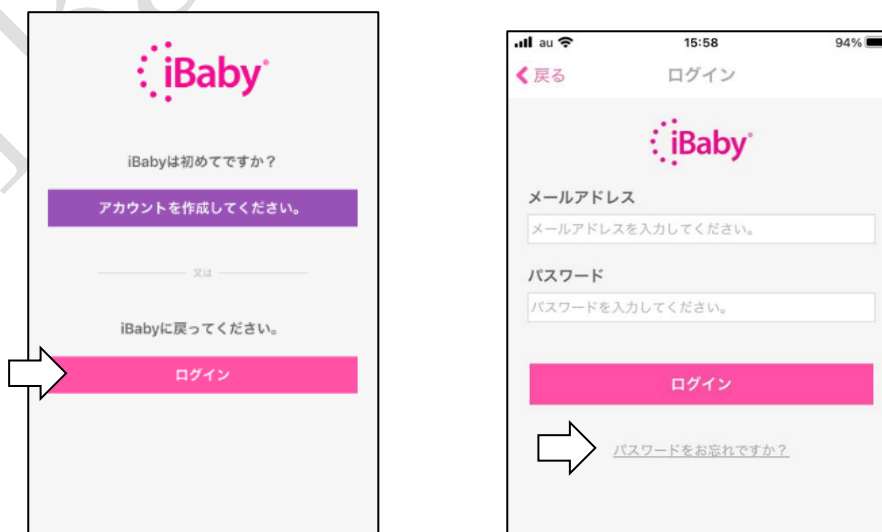 iBaby
iBabyは初めてですか？
アカウントを作成してください。
又は
iBabyに戻ってください。
ログイン
au 15:58 94%
戻る ログイン
iBaby
メールアドレス
メールアドレスを入力してください。
パスワード
パスワードを入力してください。
ログイン
パスワードをお忘れですか？